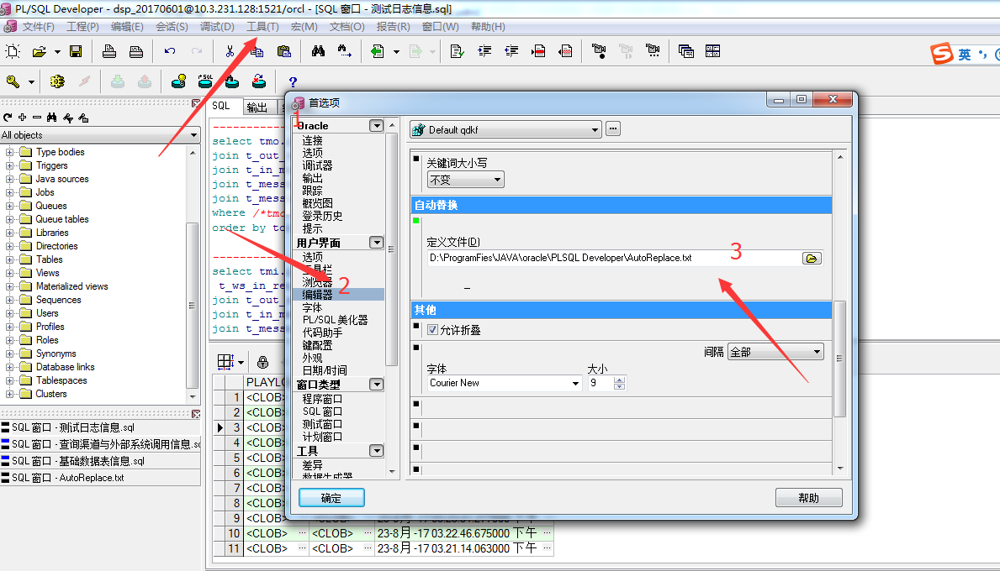 PL/SQL Developer - dsp_20170601@10.3.231.128:1521/orcl - [SQL 窗口 - 测试日志信息.sql]
文件(F) 工程(P) 编辑(E) 会话(S) 调试(D) 工具(T) 宏(M) 文档(O) 报告(R) 窗口(W) 帮助(H)
英
All objects
Type bodies
Triggers
Java sources
Jobs
Queues
Queue tables
Libraries
Directories
Tables
Views
Materialized views
Sequences
Users
Profiles
Roles
Synonyms
Database links
Tablespaces
Clusters
SQL 窗口 - 测试日志信息.sql
SQL 窗口 - 查询渠道与外部系统调用信息.sq
SQL 窗口 - 基础数据表信息.sql
SQL 窗口 - AutoReplace.txt
SQL 输出
select tmo.
join t_out_
join t_in_m
join t_mess
join t_mess
where /*tmo
order by to
select tmi.
t_ws_in_re
join t_out_
join t_in_m
join t_mess
PLAYLO
1 <CLOB>
2 <CLOB>
3 <CLOB>
4 <CLOB>
5 <CLOB>
6 <CLOB>
7 <CLOB>
8 <CLOB>
9 <CLOB>
10 <CLOB> ··· <CLOB> ··· 23-8月 -17 03.22.46.675000 下午 ···
11 <CLOB> ··· <CLOB> ··· 23-8月 -17 03.21.14.063000 下午 ···
首选项
1
Oracle
连接
选项
调试器
输出
跟踪
概览图
登录历史
提示
用户界面
选项
工具栏
浏览器
2
编辑器
字体
PL/SQL 美化器
代码助手
键配置
外观
日期/时间
窗口类型
程序窗口
SQL 窗口
测试窗口
计划窗口
工具
差异
数据生成器
Default qdkf
关键词大小写
不变
自动替换
定义文件(D)
3
D:\ProgramFies\JAVA\oracle\PLSQL Developer\AutoReplace.txt
其他
允许折叠
间隔 全部
字体 大小
Courier New 9
确定 帮助